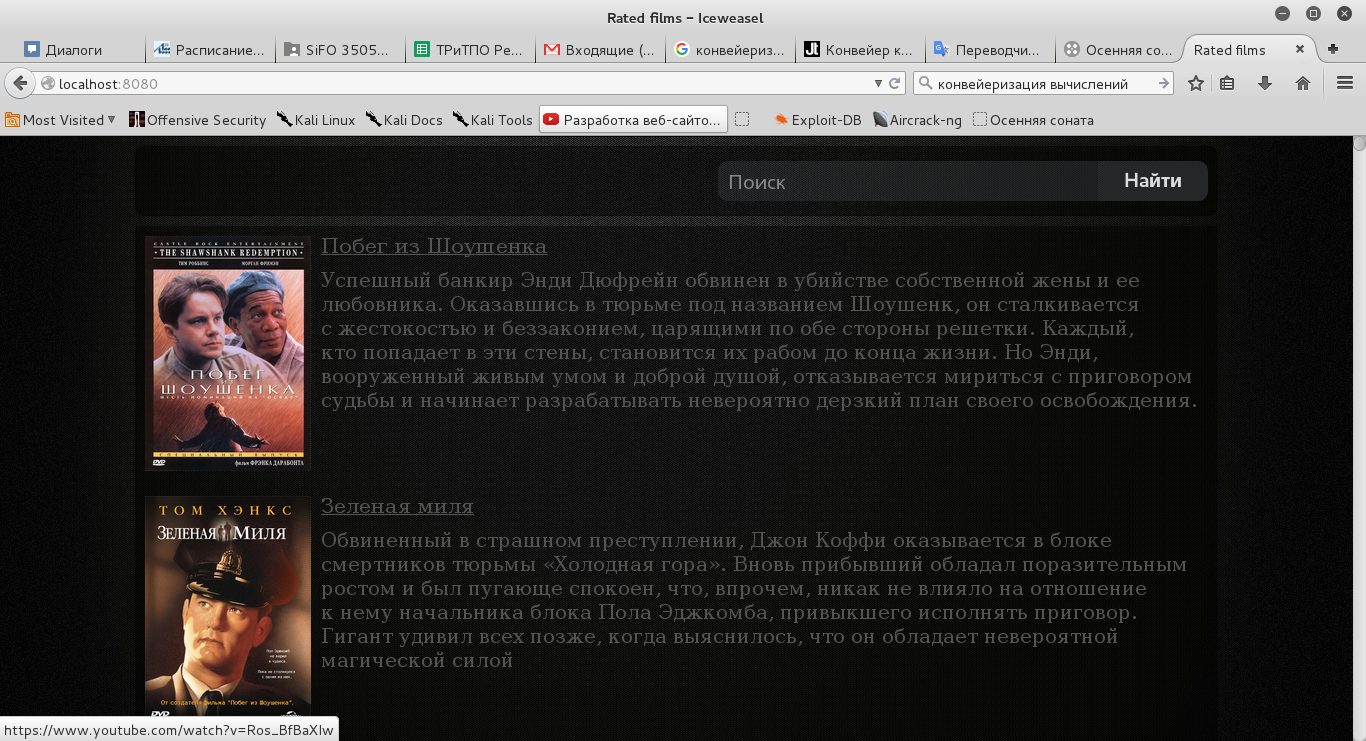 Rated films – Iceweasel
Диалоги
Расписание...
SiFO 3505...
ТРиТПО Ре...
Входящие (...
конвейериз...
Конвейер к...
Переводчи...
Осенняя со...
Rated films
localhost:8080
конвейеризация вычислений
Most Visited
Offensive Security
Kali Linux
Kali Docs
Kali Tools
Разработка веб-сайто...
Exploit-DB
Aircrack-ng
Осенняя соната
Поиск
Найти
CASTLE ROCK ENTERTAINMENT
THE SHAWSHANK REDEMPTION
ТИМ РОББИНС МОРГАН ФРИМЭН
ПОБЕГ
ИЗ
ШОУШЕНКА
СПЕЦИАЛЬНЫЙ ВЫПУСК
DVD
фильм ФРЭНКА ДАРАБОНТА
Побег из Шоушенка
Успешный банкир Энди Дюфрейн обвинен в убийстве собственной жены и ее
любовника. Оказавшись в тюрьме под названием Шоушенк, он сталкивается
с жестокостью и беззаконием, царящими по обе стороны решетки. Каждый,
кто попадает в эти стены, становится их рабом до конца жизни. Но Энди,
вооруженный живым умом и доброй душой, отказывается мириться с приговором
судьбы и начинает разрабатывать невероятно дерзкий план своего освобождения.
ТОМ ХЭНКС
ЗЕЛЕНАЯ МИЛЯ
От создателя фильма "Побег из Шоушенка".
DVD
Зеленая миля
Обвиненный в страшном преступлении, Джон Коффи оказывается в блоке
смертников тюрьмы «Холодная гора». Вновь прибывший обладал поразительным
ростом и был пугающе спокоен, что, впрочем, никак не влияло на отношение
к нему начальника блока Пола Эджкомба, привыкшего исполнять приговор.
Гигант удивил всех позже, когда выяснилось, что он обладает невероятной
магической силой
https://www.youtube.com/watch?v=Ros_BfBaXIw